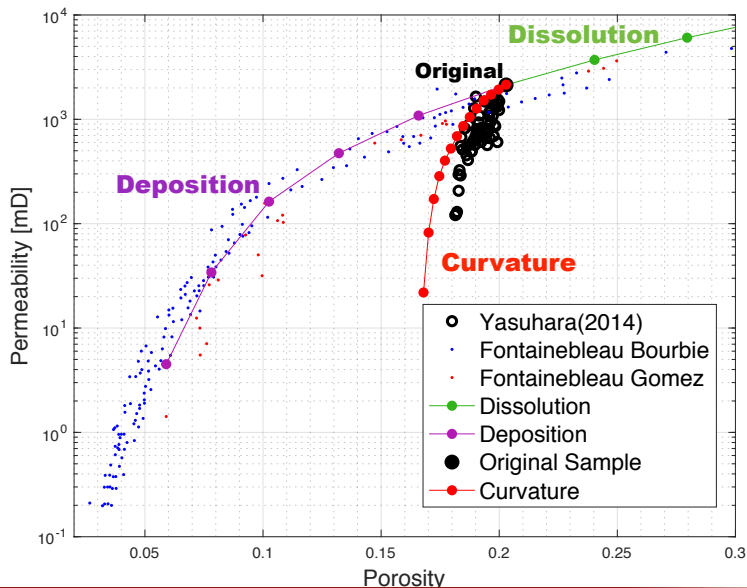 10^4
Dissolution
Original
10^3
Deposition
Permeability [mD]
10^2
Curvature
10^1
10^0
10^-1
Yasuhara(2014)
Fontainebleau Bourbie
Fontainebleau Gomez
Dissolution
Deposition
Original Sample
Curvature
0.05 0.1 0.15 0.2 0.25 0.3
Porosity